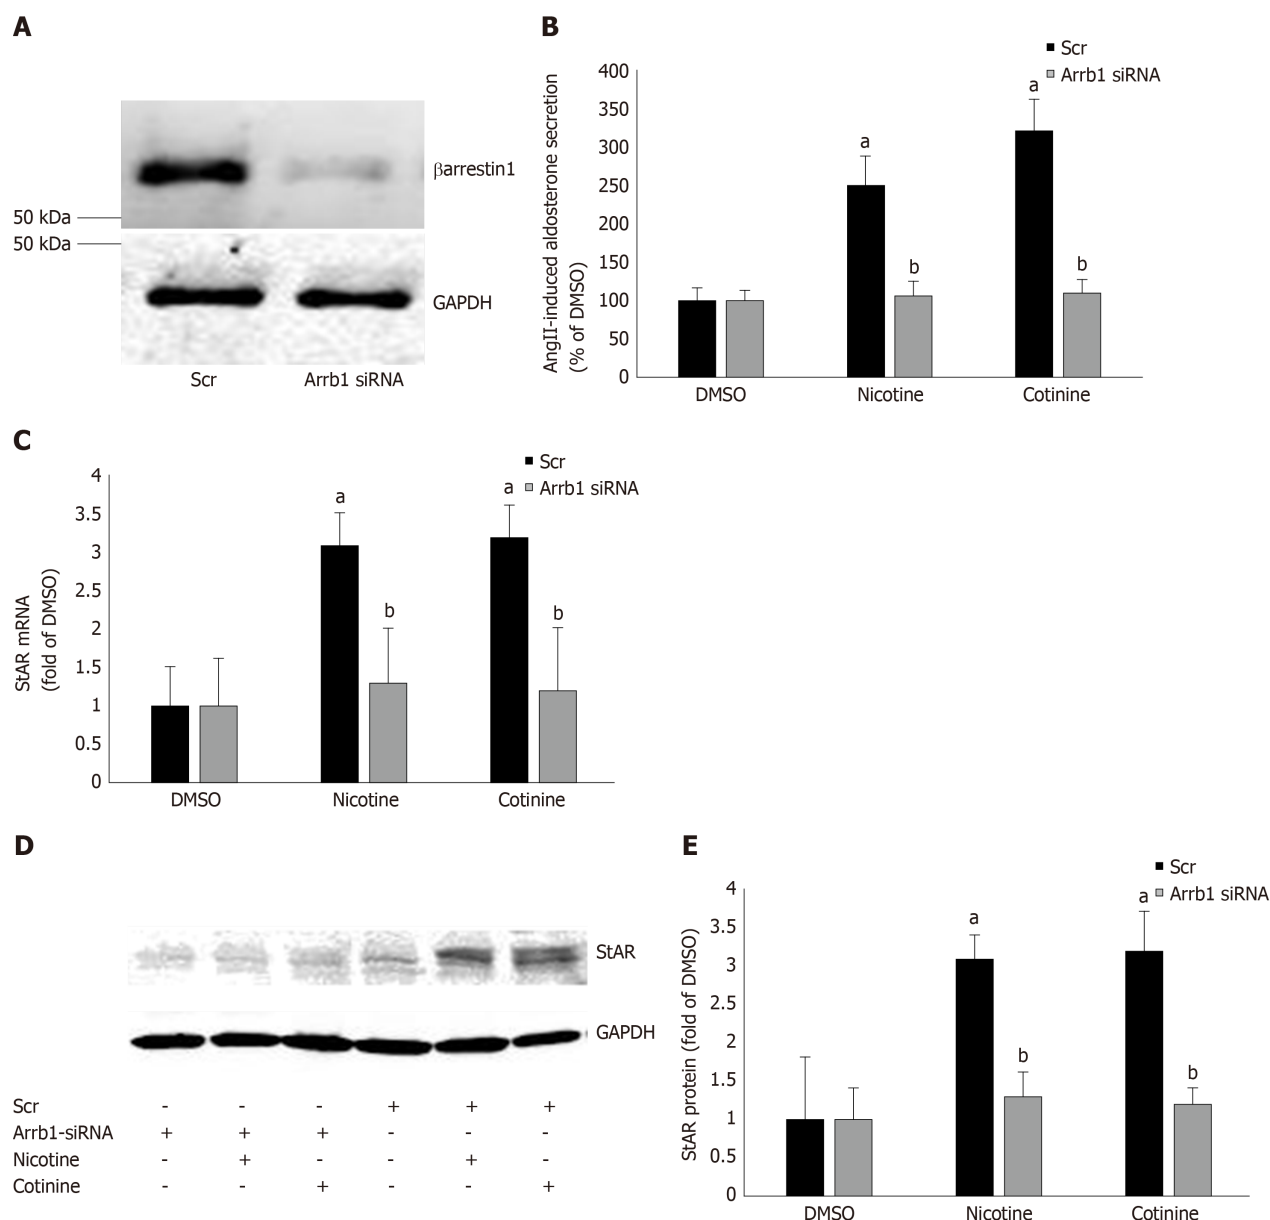 A
βarrestin1
50 kDa
50 kDa
GAPDH
Scr Arrb1 siRNA
B
Scr
Arrb1 siRNA
AngII-induced aldosterone secretion
(% of DMSO)
400
350
300
250
200
150
100
50
0
a
a
b
b
DMSO Nicotine Cotinine
C
Scr
Arrb1 siRNA
StAR mRNA
(fold of DMSO)
4
3.5
3
2.5
2
1.5
1
0.5
0
a
a
b
b
DMSO Nicotine Cotinine
D
StAR
GAPDH
Scr - - - + + +
Arrb1-siRNA + + + - - -
Nicotine - + - - + -
Cotinine - - + - - +
E
Scr
Arrb1 siRNA
StAR protein (fold of DMSO)
4
3.5
3
2.5
2
1.5
1
0.5
0
a
a
b
b
DMSO Nicotine Cotinine